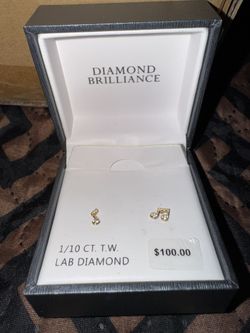 DIAMOND
BRILLIANCE
1/10 CT. T.W.
LAB DIAMOND
$100.00